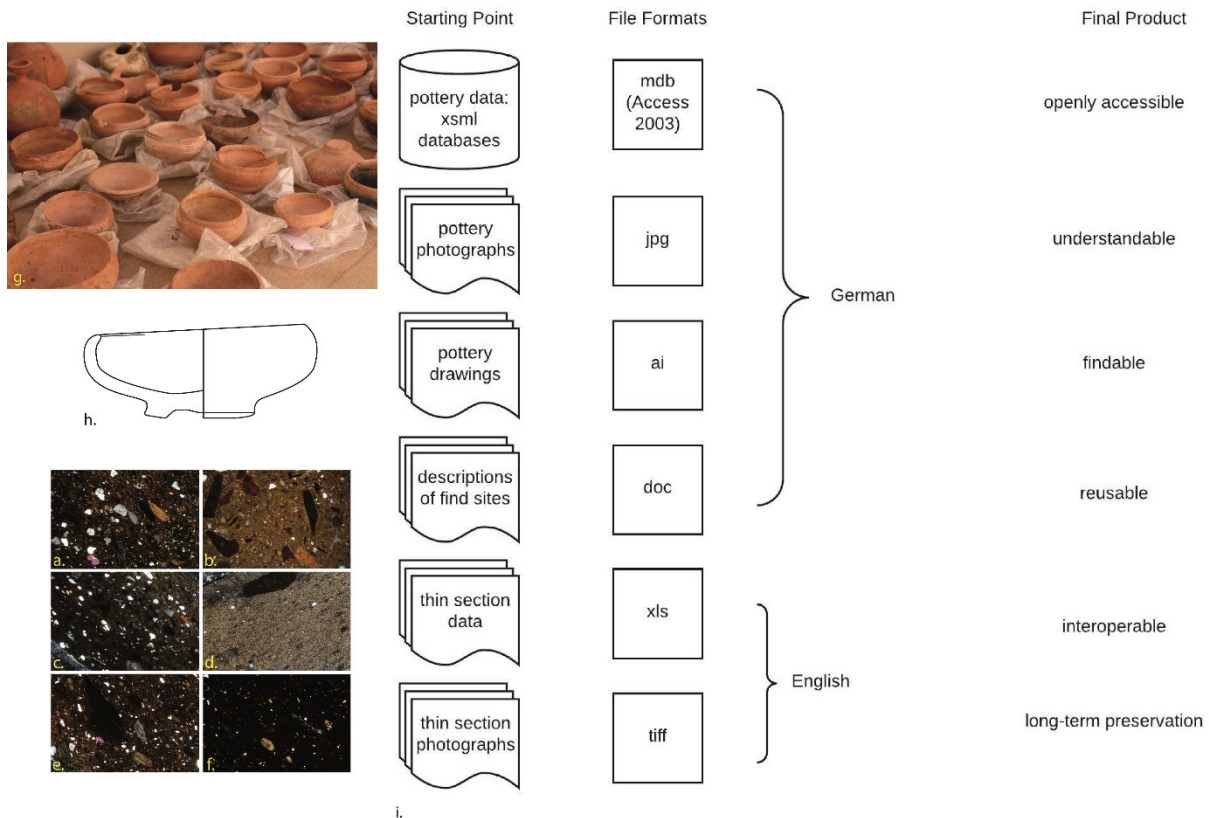 Starting Point
File Formats
Final Product
g.
h.
a.
b.
c.
d.
e.
f.
pottery data:
xsml
databases
mdb
(Access
2003)
openly accessible
pottery
photographs
jpg
understandable
German
pottery
drawings
ai
findable
descriptions
of find sites
doc
reusable
thin section
data
xls
interoperable
English
thin section
photographs
tiff
long-term preservation
i.